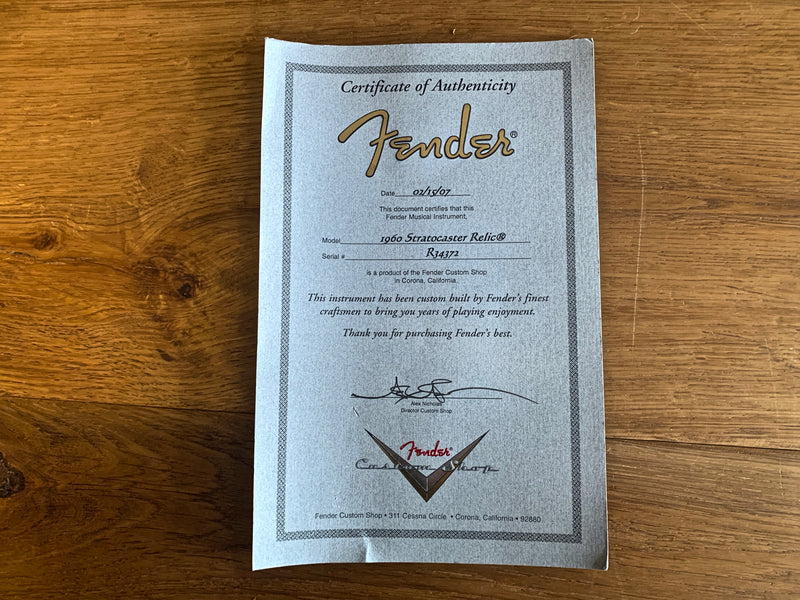 Certificate of Authenticity
Fender®
Date 02/15/07
This document certifies that this
Fender Musical Instrument,
Model 1960 Stratocaster Relic®
Serial # R34372
is a product of the Fender Custom Shop
in Corona, California.
This instrument has been custom built by Fender's finest
craftsmen to bring you years of playing enjoyment.
Thank you for purchasing Fender's best.
Alex Nicholas
Director Custom Shop
Fender®
Custom Shop
Fender Custom Shop • 311 Cessna Circle • Corona, California • 92880